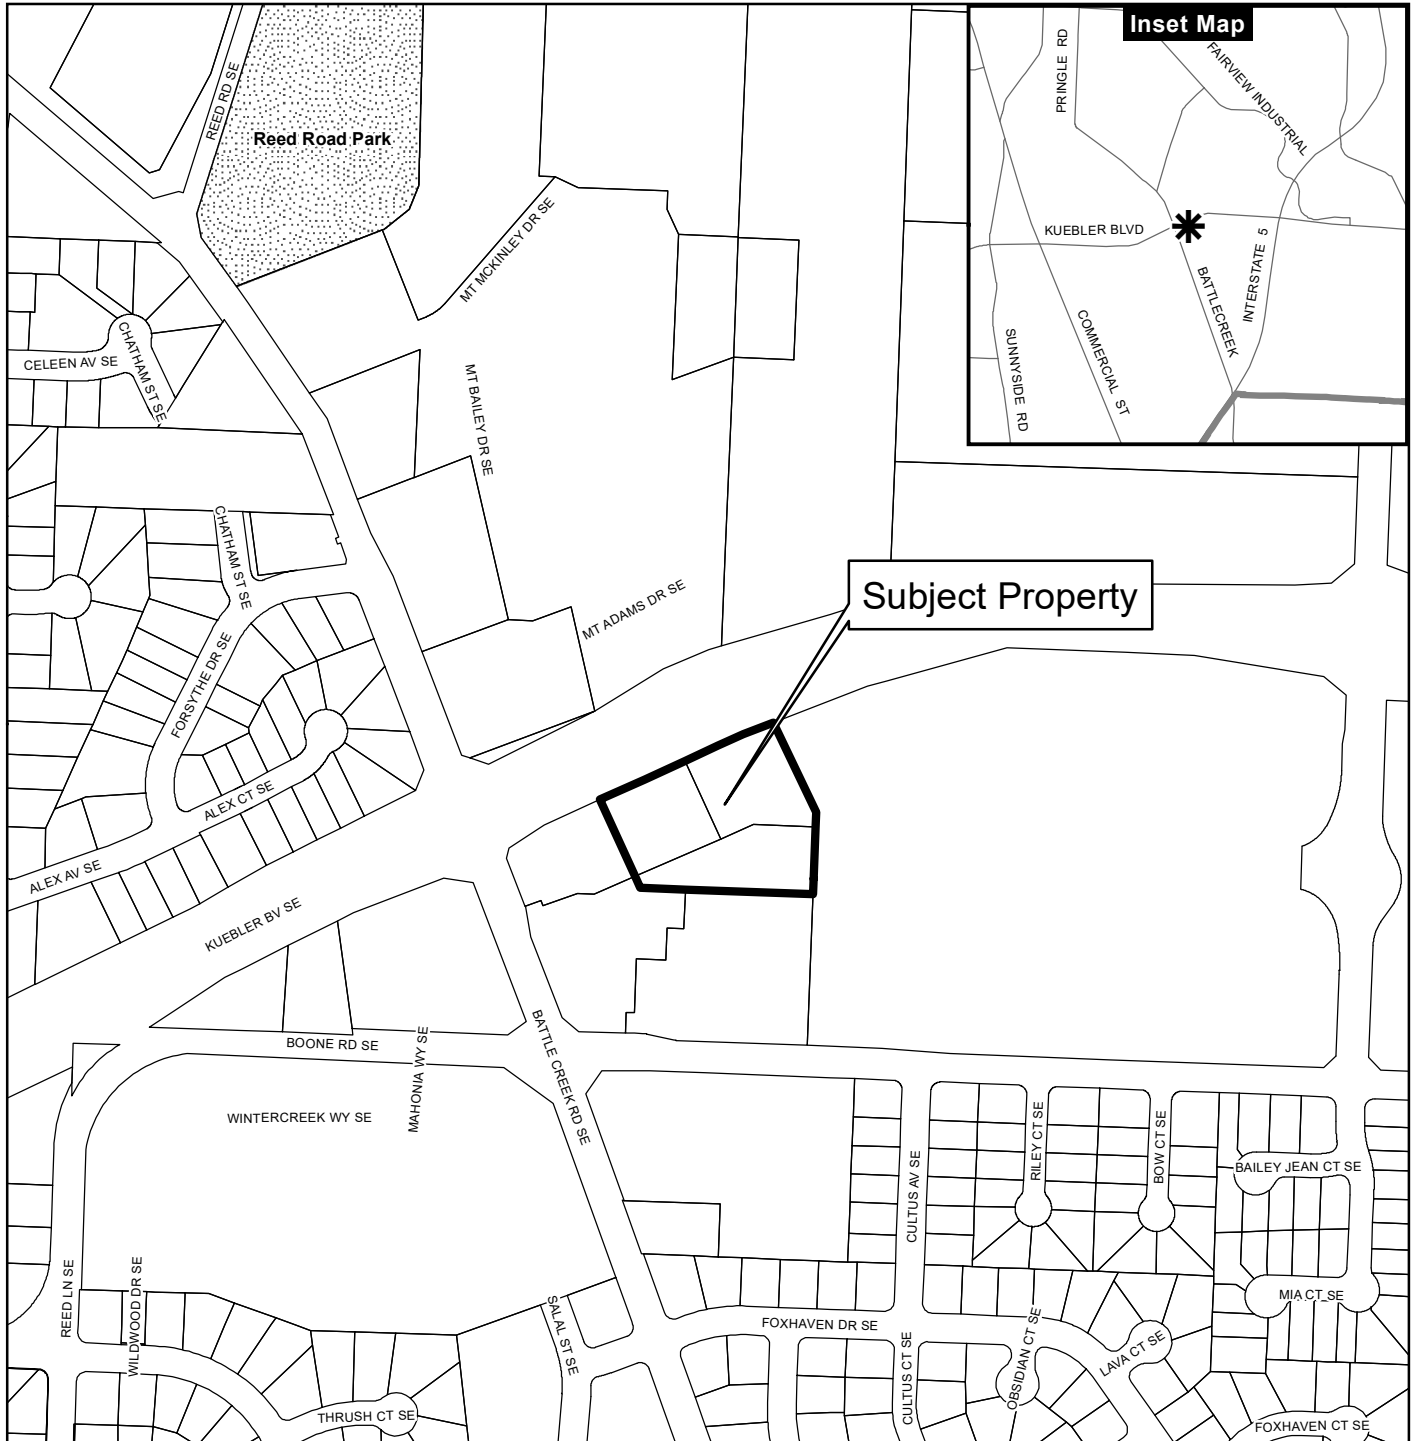 Inset Map
PRINGLE RD
FAIRVIEW INDUSTRIAL
KUEBLER BLVD
INTERSTATE 5
BATTLECREEK
COMMERCIAL ST
SUNNYSIDE RD
REED RD SE
Reed Road Park
MT MCKINLEY DR SE
CHATHAM ST SE
CELEEN AV SE
MT BAILEY DR SE
CHATHAM ST SE
MT ADAMS DR SE
Subject Property
FORSYTHE DR SE
ALEX CT SE
ALEX AV SE
KUEBLER BV SE
BOONE RD SE
MAHONIA WY SE
BATTLE CREEK RD SE
WINTERCREEK WY SE
CULTUS AV SE
RILEY CT SE
BOW CT SE
BAILEY JEAN CT SE
REED LN SE
WILDWOOD DR SE
SALAL ST SE
MIA CT SE
FOXHAVEN DR SE
CULTUS CT SE
OBSIDIAN CT SE
LAVA CT SE
THRUSH CT SE
FOXHAVEN CT SE